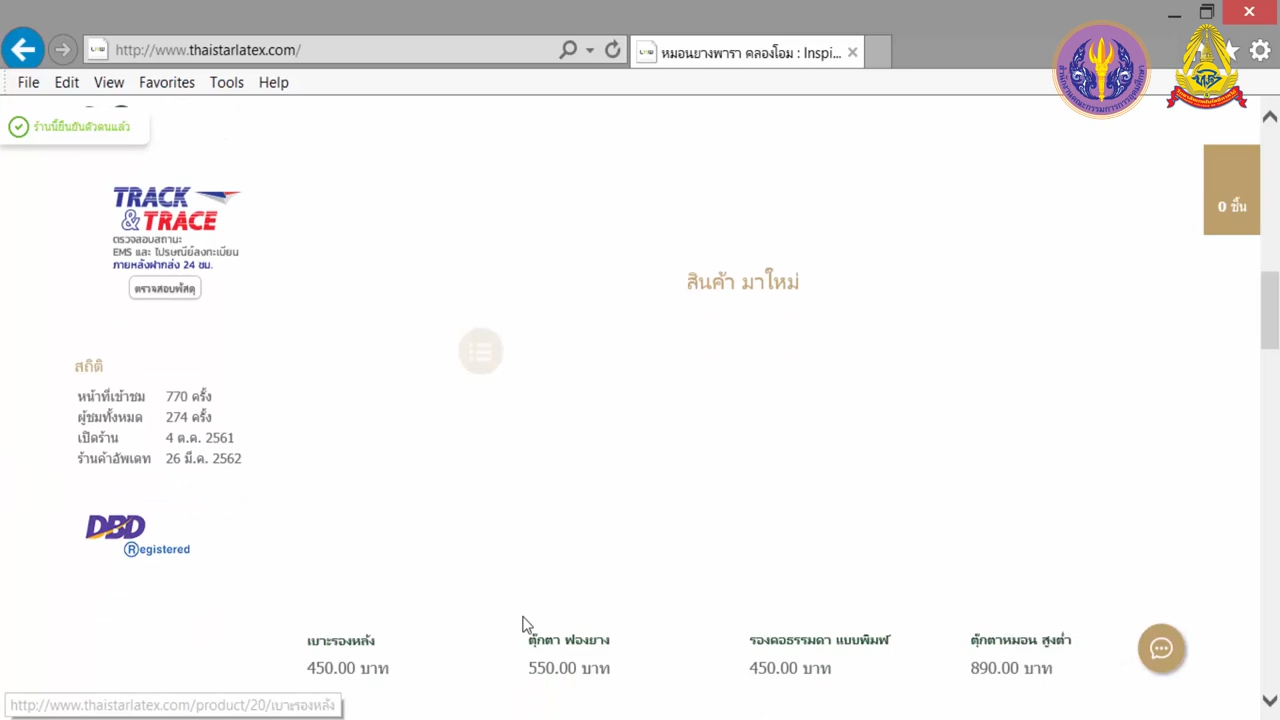 http://www.thaistarlatex.com/
หมอนยางพารา คลองโอม : Inspi...
File Edit View Favorites Tools Help
ร้านนี้ยืนยันตัวตนแล้ว
0 ชิ้น
TRACK
& TRACE
ตรวจสอบสถานะ
EMS และ ไปรษณีย์ลงทะเบียน
ภายหลังฝากส่ง 24 ชม.
ตรวจสอบพัสดุ
สินค้า มาใหม่
สถิติ
หน้าที่เข้าชม 770 ครั้ง
ผู้ชมทั้งหมด 274 ครั้ง
เปิดร้าน 4 ต.ค. 2561
ร้านค้าอัพเดท 26 มี.ค. 2562
DBD
Registered
เบาะรองหลัง ตุ๊กตา ฟองยาง รองคอธรรมดา แบบพิมพ์ ตุ๊กตาหมอน สูงต่ำ
450.00 บาท 550.00 บาท 450.00 บาท 890.00 บาท
http://www.thaistarlatex.com/product/20/เบาะรองหลัง